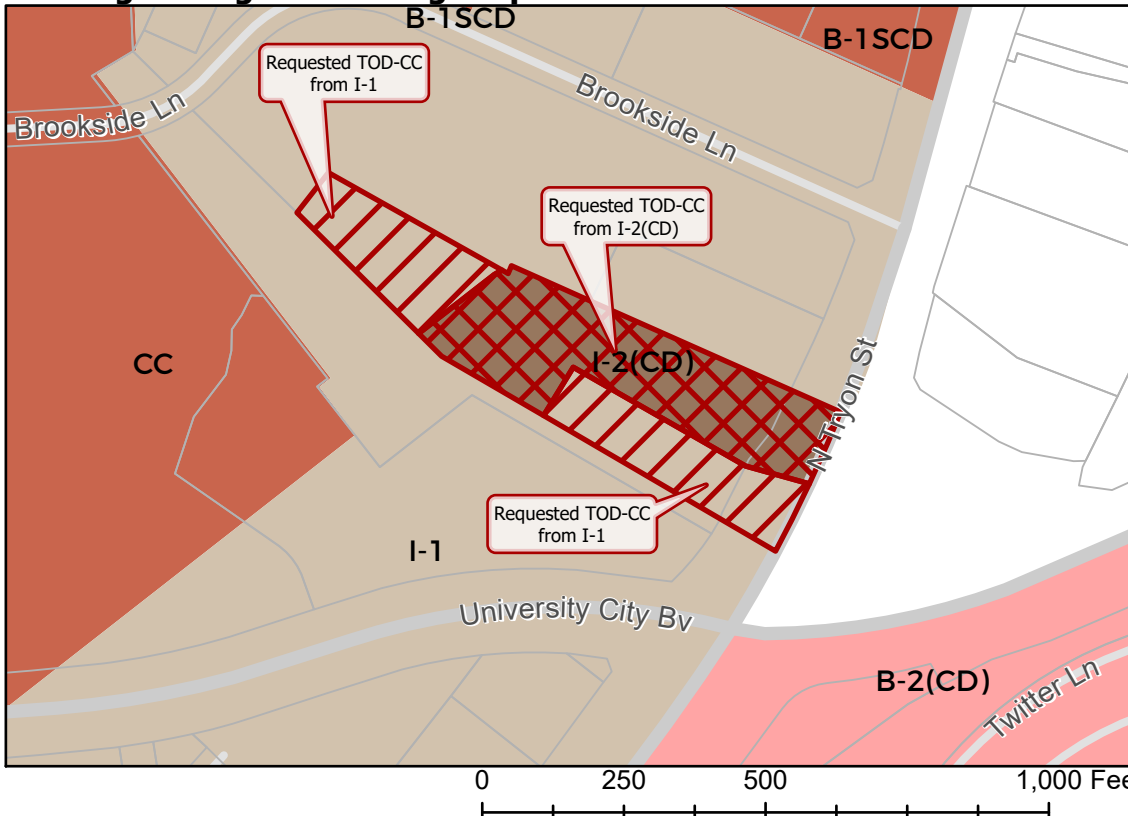 B-1SCD
B-1SCD
Requested TOD-CC
from I-1
Brookside Ln
Brookside Ln
Requested TOD-CC
from I-2(CD)
CC
I-2(CD)
N Tryon St
Requested TOD-CC
from I-1
I-1
University City Bv
B-2(CD)
Twitter Ln
0 250 500 1,000 Fee